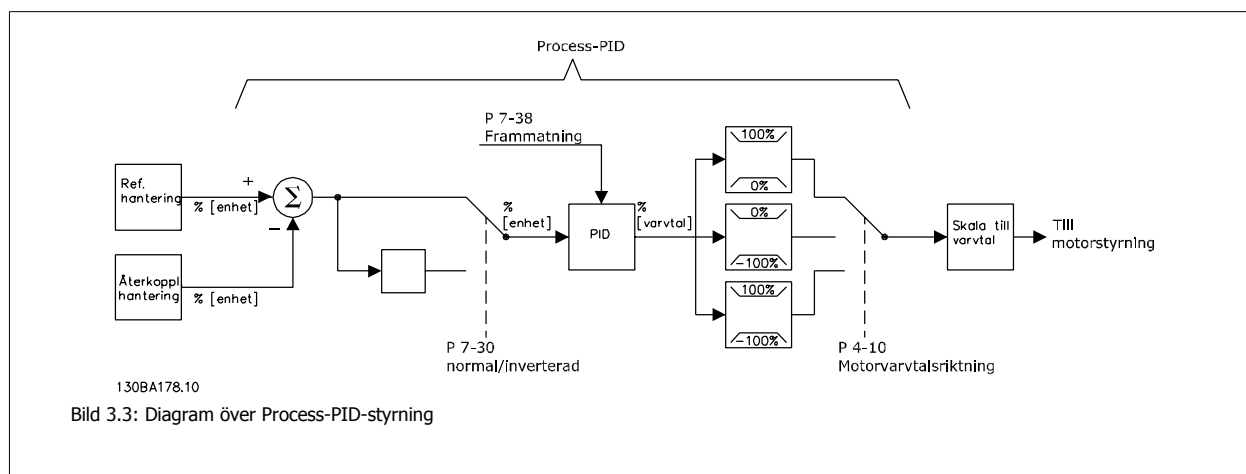 Process-PID
P 7-38
Frammatning
Ref.
hantering
+
% [enhet]
Σ
−
Återkoppl
hantering
% [enhet]
%
[enhet]
PID
%
[varvtal]
100%
0%
0%
-100%
100%
-100%
Skala till
varvtal
Till
motorstyrning
P 7-30
normal/inverterad
P 4-10
Motorvarvtalsriktning
130BA178.10
Bild 3.3: Diagram över Process-PID-styrning